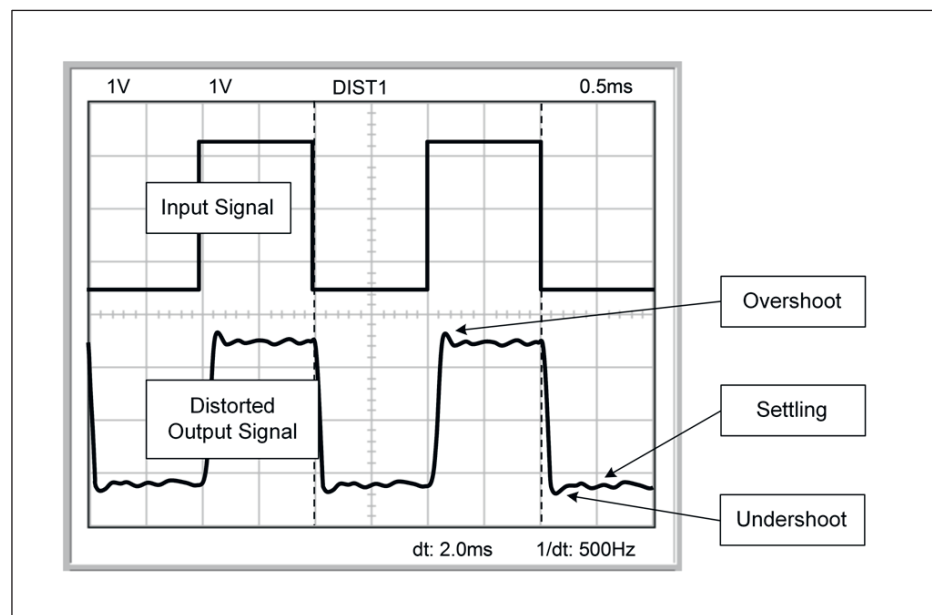 1V 1V DIST1 0.5ms
Input Signal
Overshoot
Distorted
Output Signal
Settling
Undershoot
dt: 2.0ms 1/dt: 500Hz